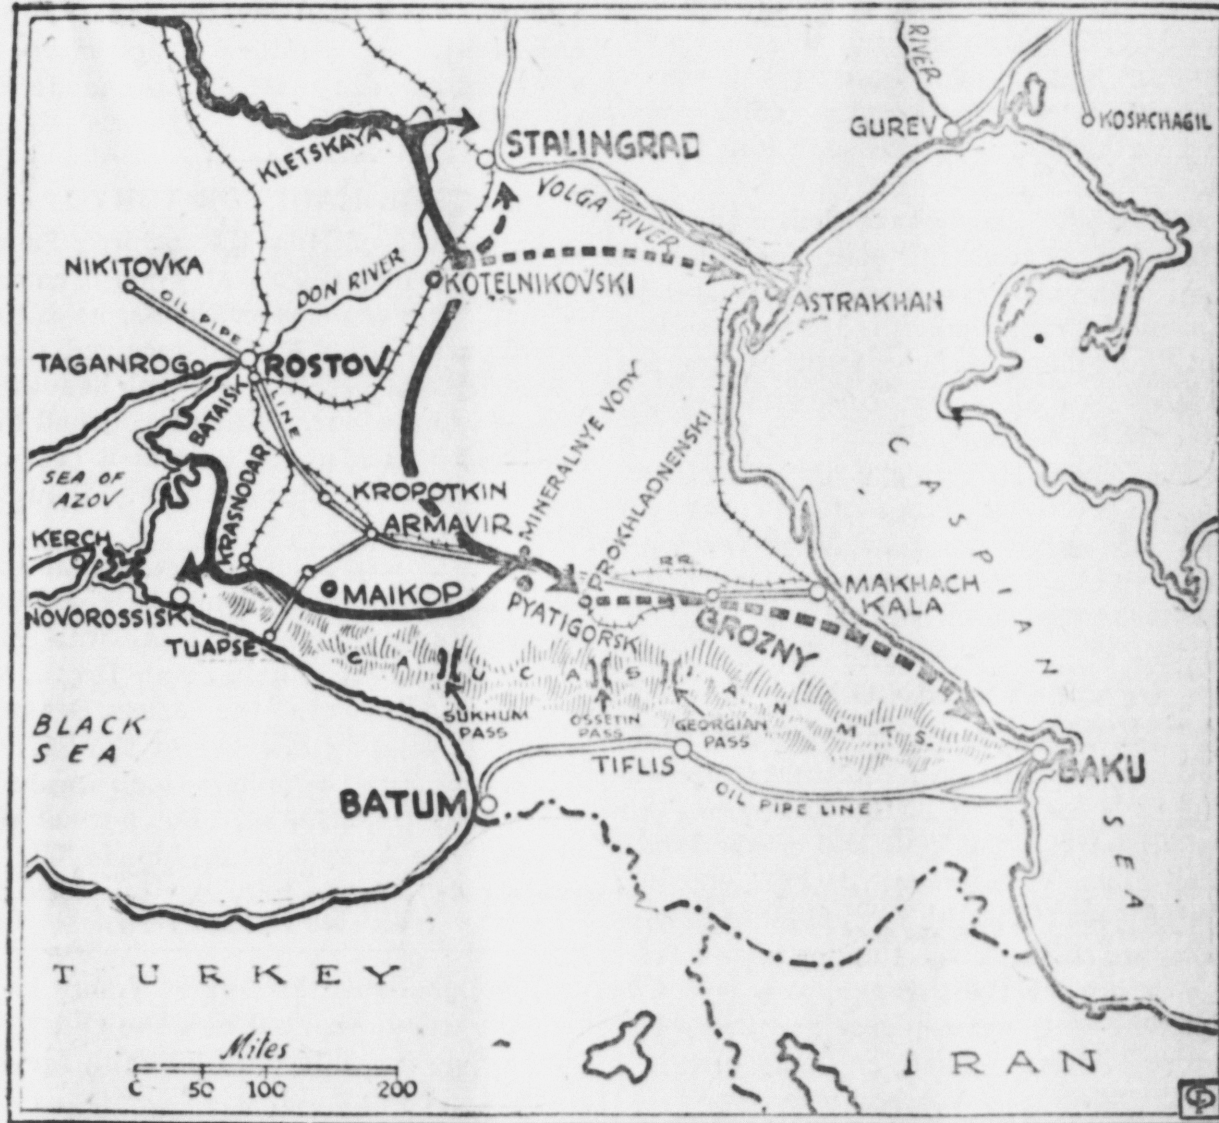 RIVER
GUREV
KOSHCHAGIL
KLETSKAYA
STALINGRAD
VOLGA RIVER
NIKITOVKA
OIL PIPE
LINE
DON RIVER
KOTELNIKOVSKI
ASTRAKHAN
TAGANROG
ROSTOV
BATAISK
SEA OF
AZOV
KRASNODAR
KROPOTKIN
ARMAVIR
MINERALNYE VODY
PROKHLADNENSKI
CASPIAN
SEA
KERCH
NOVOROSSISK
MAIKOP
PYATIGORSK
R.R.
GROZNY
MAKHACH
KALA
TUAPSE
CAUCASIAN MTS.
SUKHUM
PASS
OSSETIN
PASS
GEORGIAN
PASS
BLACK
SEA
TIFLIS
BATUM
OIL PIPE LINE
BAKU
TURKEY
IRAN
Miles
0 50 100 200
CP